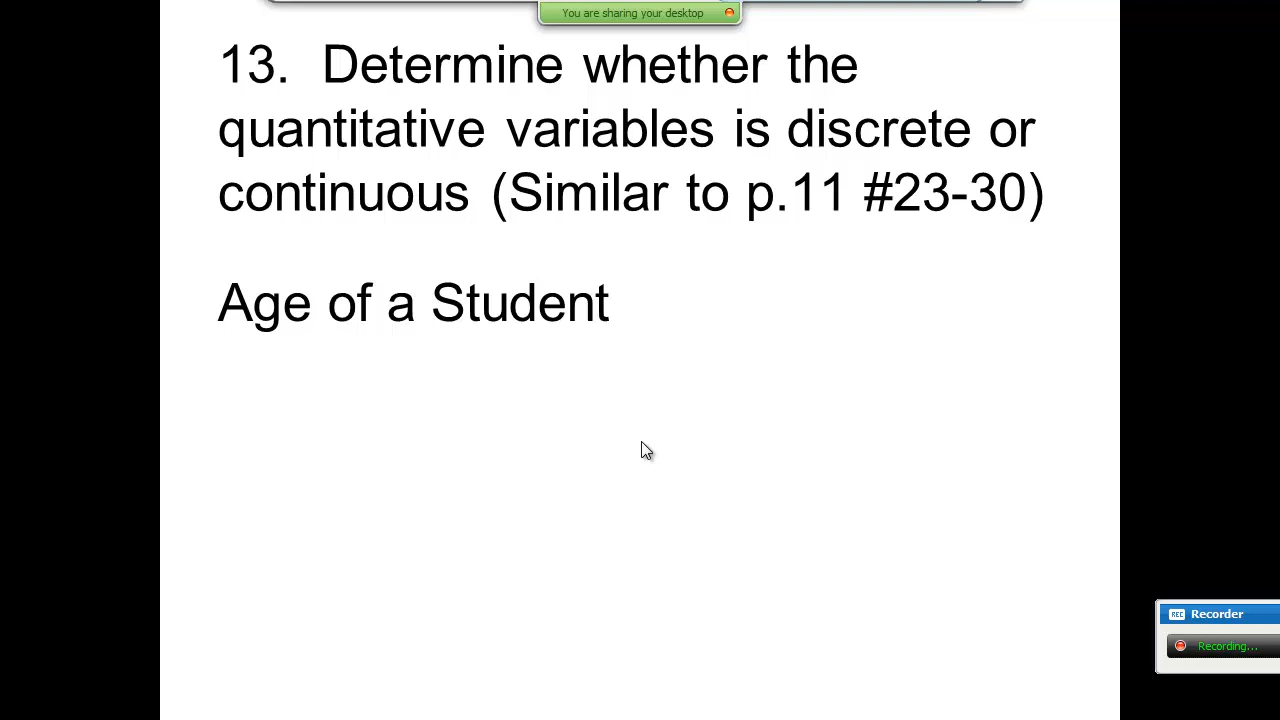 You are sharing your desktop
13. Determine whether the
quantitative variables is discrete or
continuous (Similar to p.11 #23-30)
Age of a Student
REC Recorder
Recording...